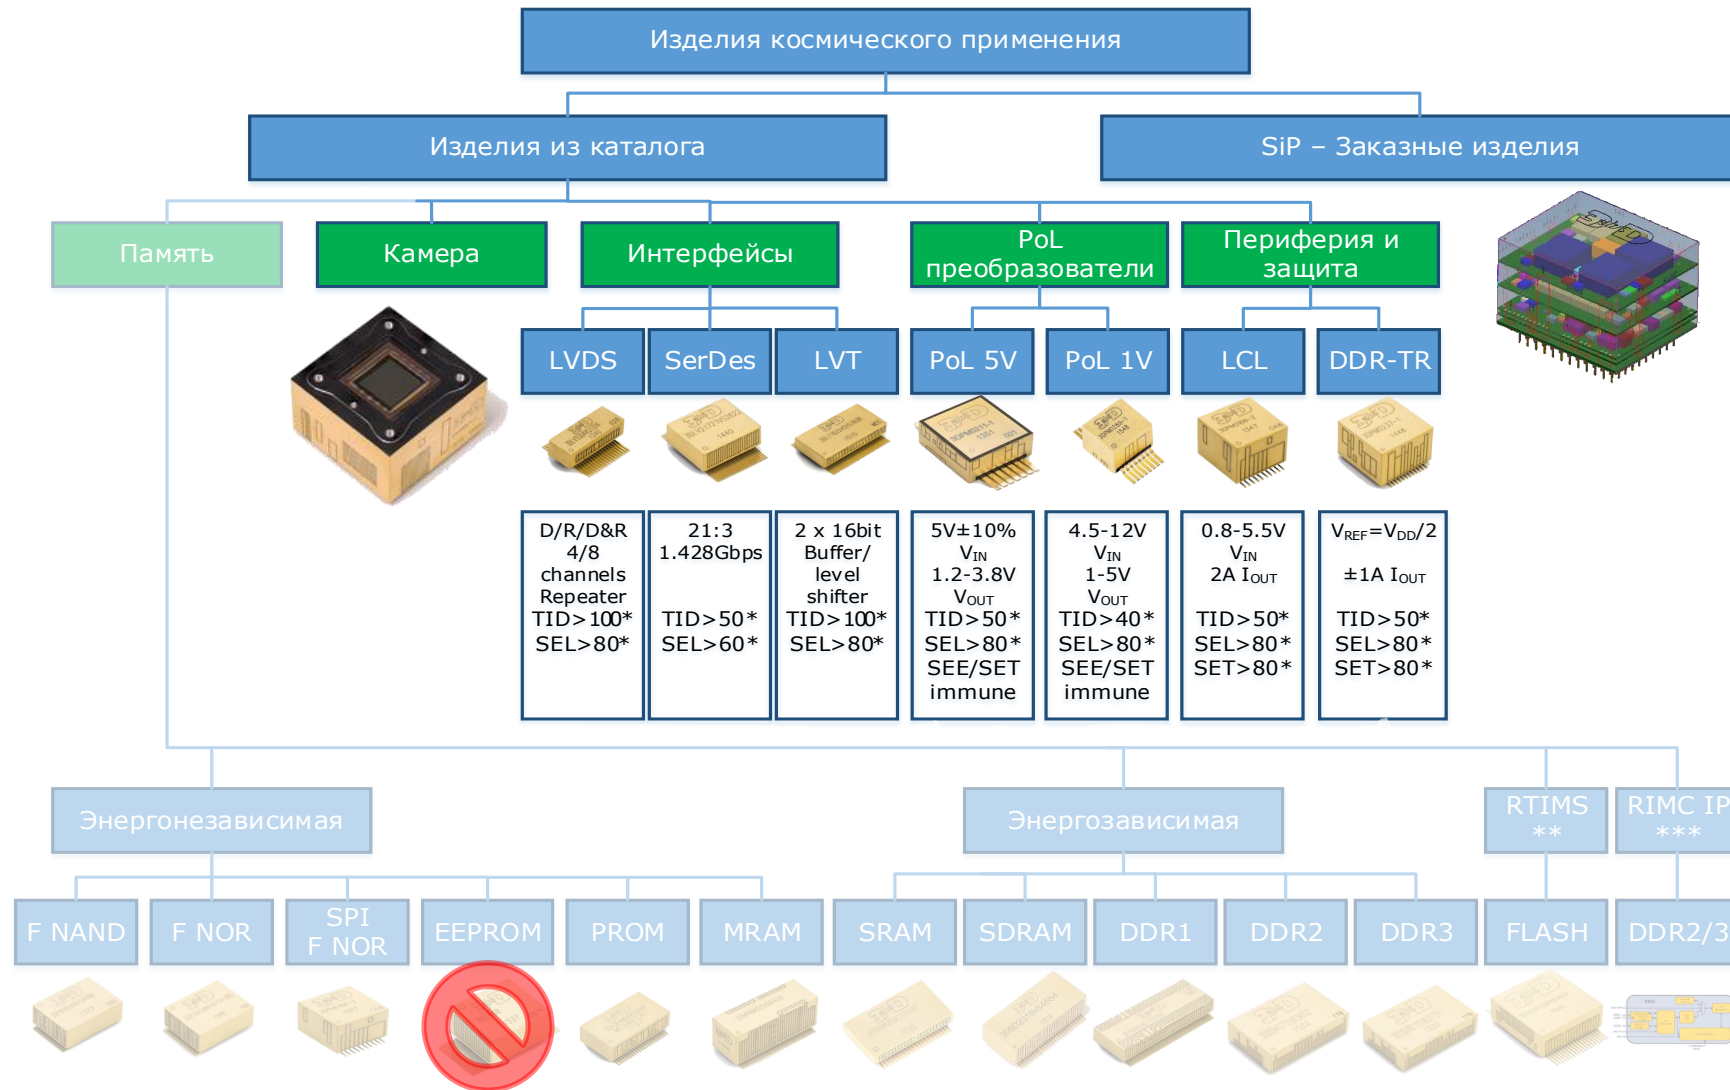 Изделия космического применения
Изделия из каталога
SiP – Заказные изделия
Память
Камера
Интерфейсы
PoL
преобразователи
Периферия и
защита
LVDS
SerDes
LVT
PoL 5V
PoL 1V
LCL
DDR-TR
D/R/D&R
4/8
channels
Repeater
TID>100*
SEL>80*
21:3
1.428Gbps
TID>50*
SEL>60*
2 x 16bit
Buffer/
level
shifter
TID>100*
SEL>80*
5V±10%
VIN
1.2-3.8V
VOUT
TID>50*
SEL>80*
SEE/SET
immune
4.5-12V
VIN
1-5V
VOUT
TID>40*
SEL>80*
SEE/SET
immune
0.8-5.5V
VIN
2A IOUT
TID>50*
SEL>80*
SET>80*
VREF=VDD/2
±1A IOUT
TID>50*
SEL>80*
SET>80*
Энергонезависимая
Энергозависимая
RTIMS
**
RIMC IP
***
F NAND
F NOR
SPI
F NOR
EEPROM
PROM
MRAM
SRAM
SDRAM
DDR1
DDR2
DDR3
FLASH
DDR2/3